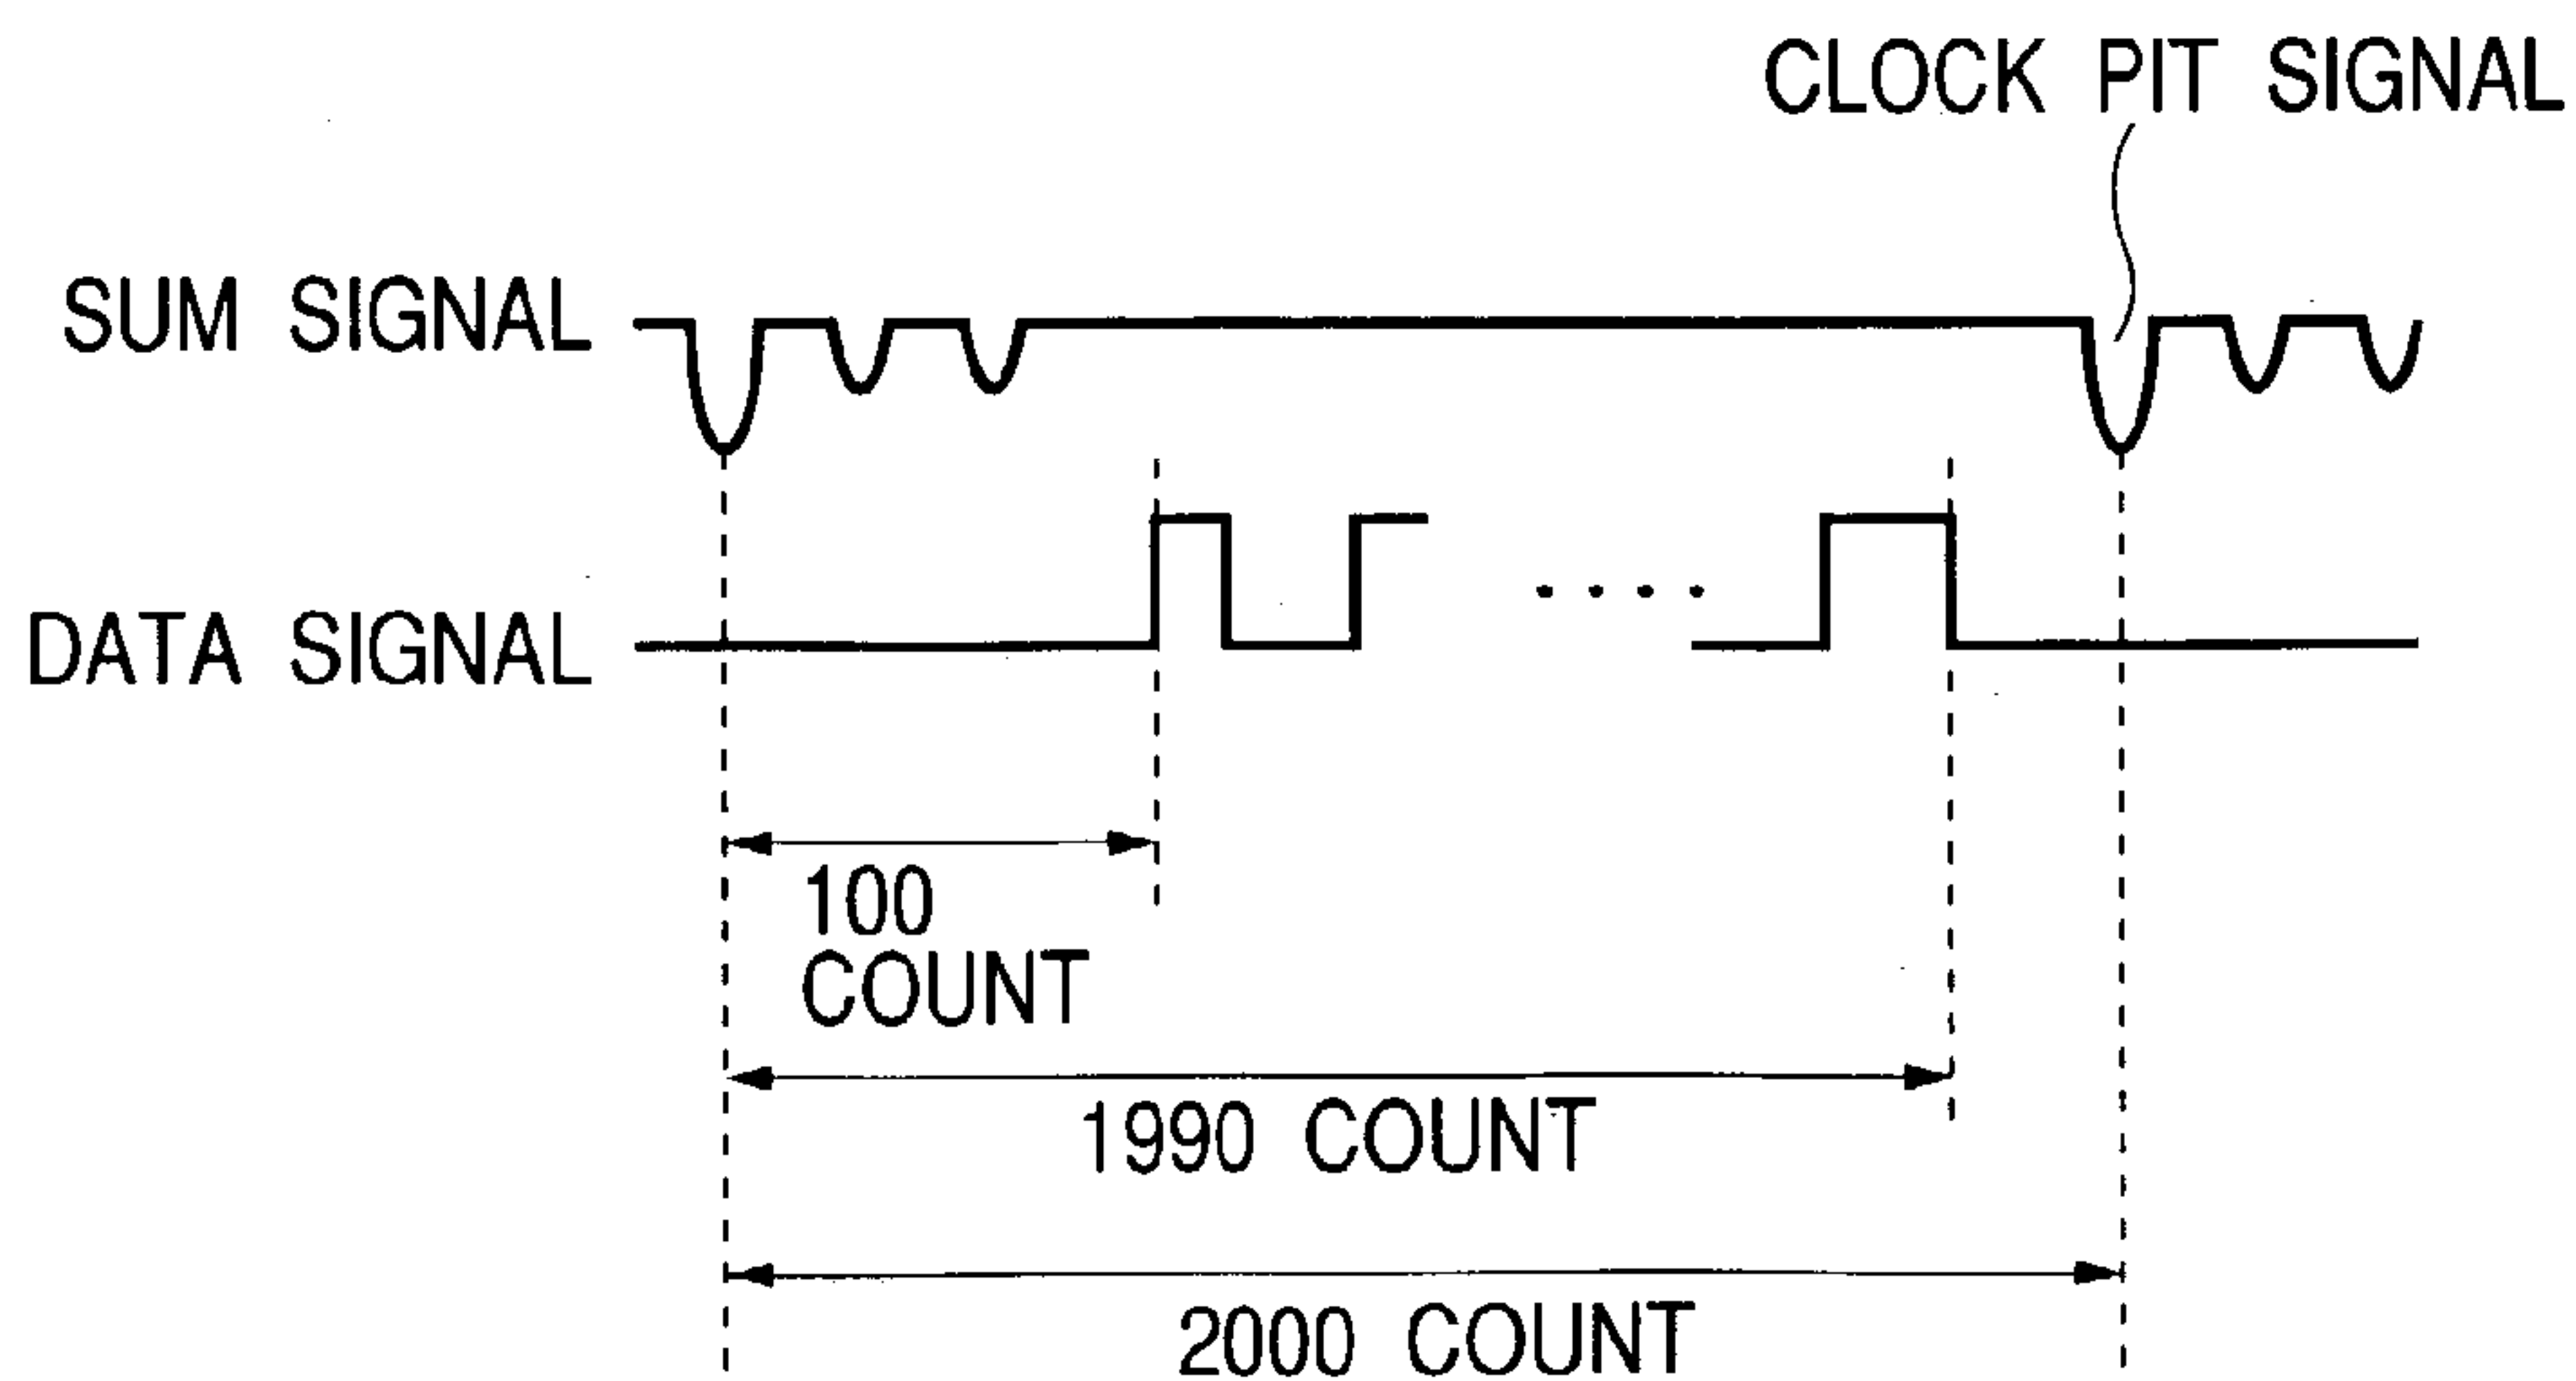 CLOCK PIT SIGNAL
SUM SIGNAL
DATA SIGNAL
100
COUNT
1990 COUNT
2000 COUNT